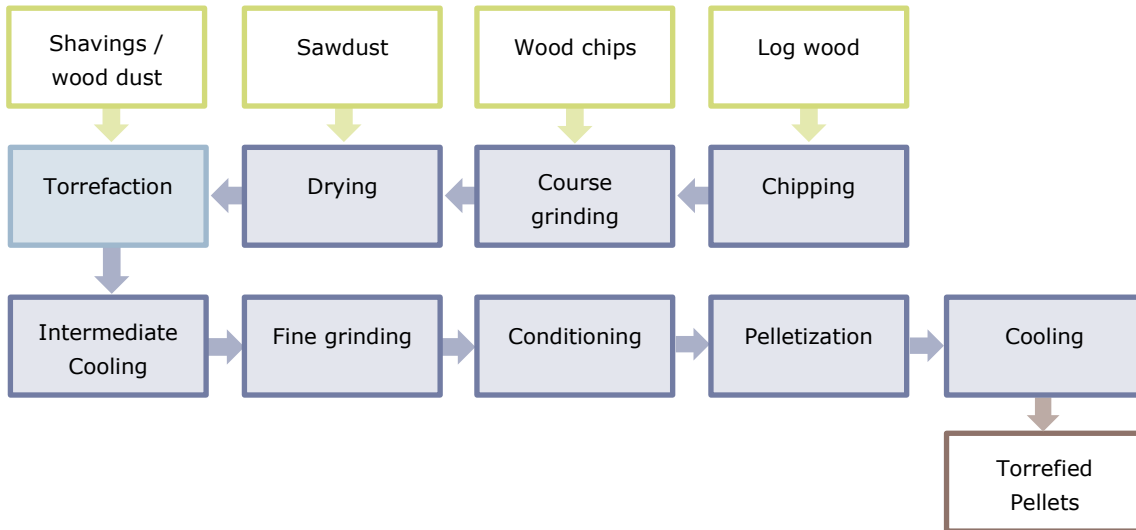 Shavings /
wood dust
Sawdust
Wood chips
Log wood
Torrefaction
Drying
Course
grinding
Chipping
Intermediate
Cooling
Fine grinding
Conditioning
Pelletization
Cooling
Torrefied
Pellets